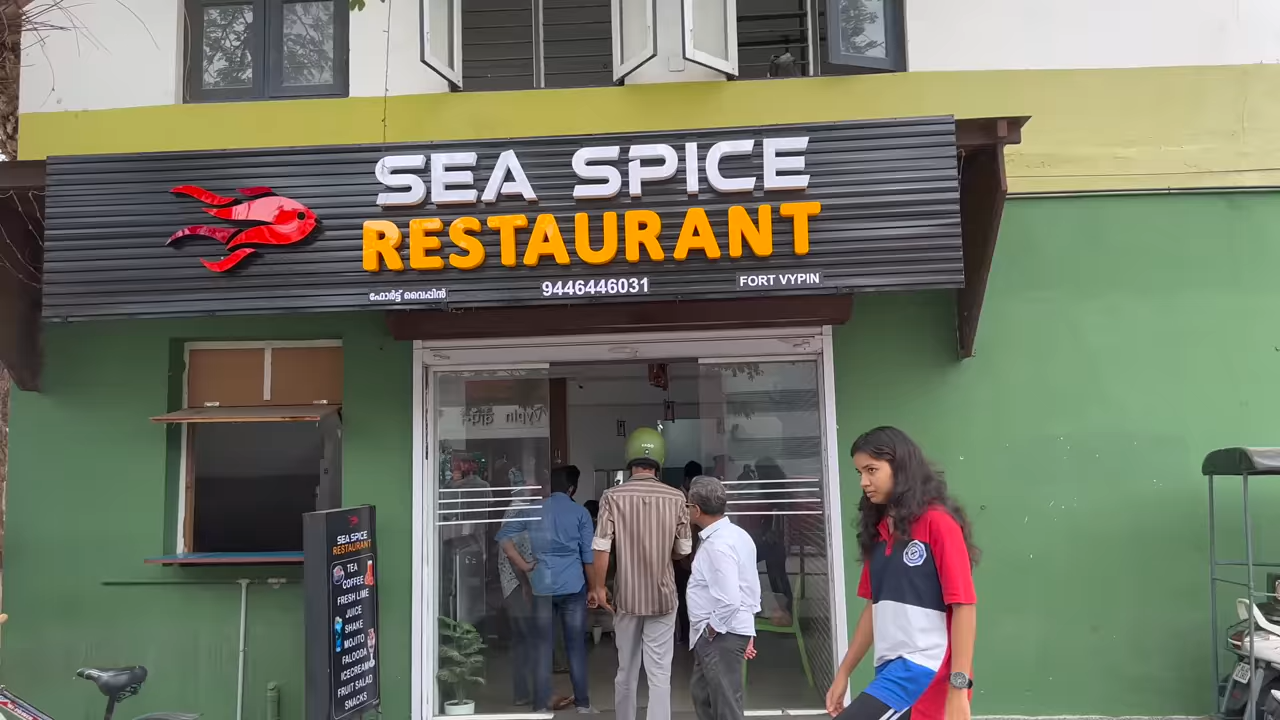 SEA SPICE
RESTAURANT
ഫോർട്ട് വൈപ്പിൻ
9446446031
FORT VYPIN
SEA SPICE
RESTAURANT
TEA
COFFEE
FRESH LIME
JUICE
SHAKE
MOJITO
FALOODA
ICECREAM
FRUIT SALAD
SNACKS